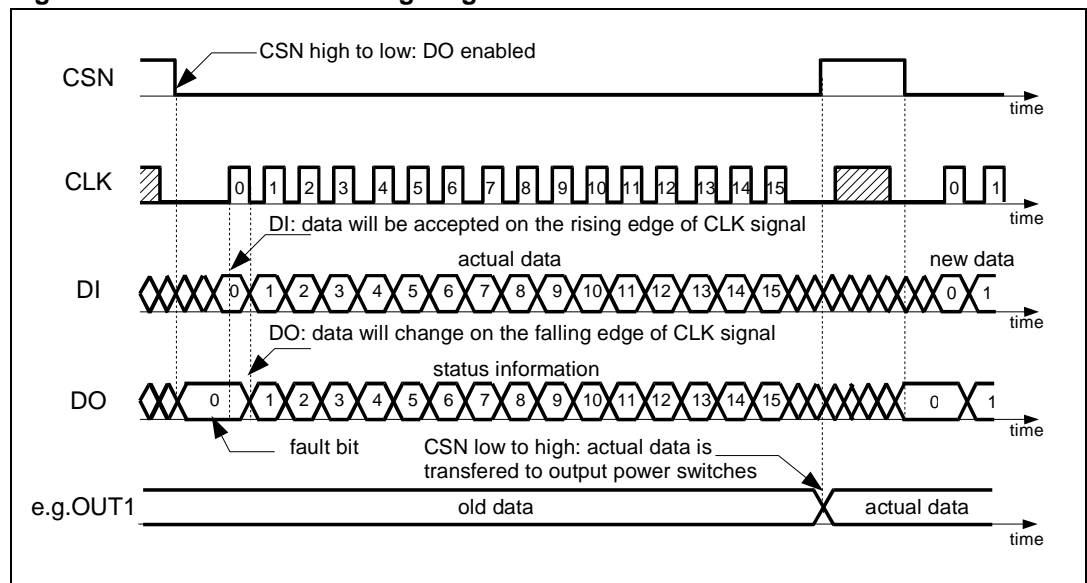 CSN high to low: DO enabled
CSN
time
CLK
0 1 2 3 4 5 6 7 8 9 10 11 12 13 14 15 0 1
time
DI: data will be accepted on the rising edge of CLK signal
actual data
new data
DI
0 1 2 3 4 5 6 7 8 9 10 11 12 13 14 15 0 1
time
DO: data will change on the falling edge of CLK signal
status information
DO
0 1 2 3 4 5 6 7 8 9 10 11 12 13 14 15 0 1
time
fault bit
CSN low to high: actual data is
transfered to output power switches
e.g.OUT1
old data
actual data
time